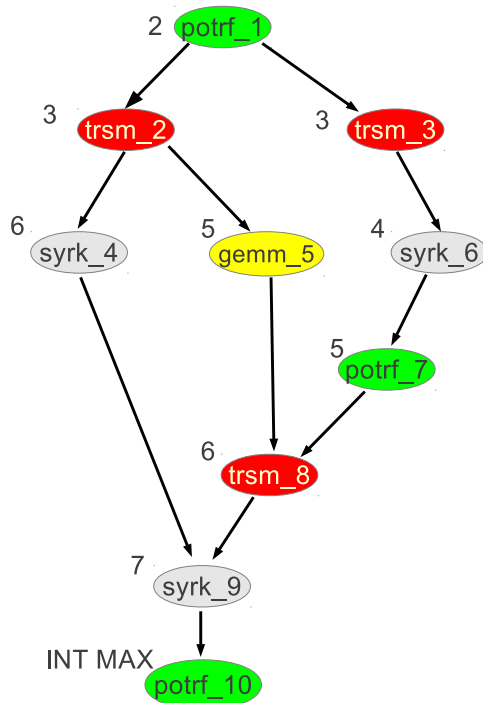 2 potrf_1
3 trsm_2 3 trsm_3
6 syrk_4 5 gemm_5 4 syrk_6
5 potrf_7
6 trsm_8
7 syrk_9
INT MAX potrf_10